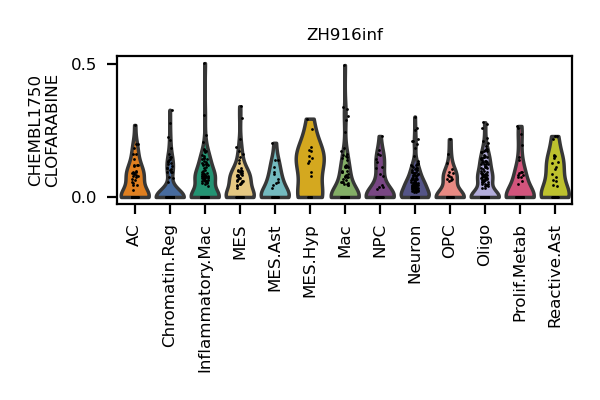 ZH916inf
CHEMBL1750
CLOFARABINE
0.5
0.0
AC
Chromatin.Reg
Inflammatory.Mac
MES
MES.Ast
MES.Hyp
Mac
NPC
Neuron
OPC
Oligo
Prolif.Metab
Reactive.Ast